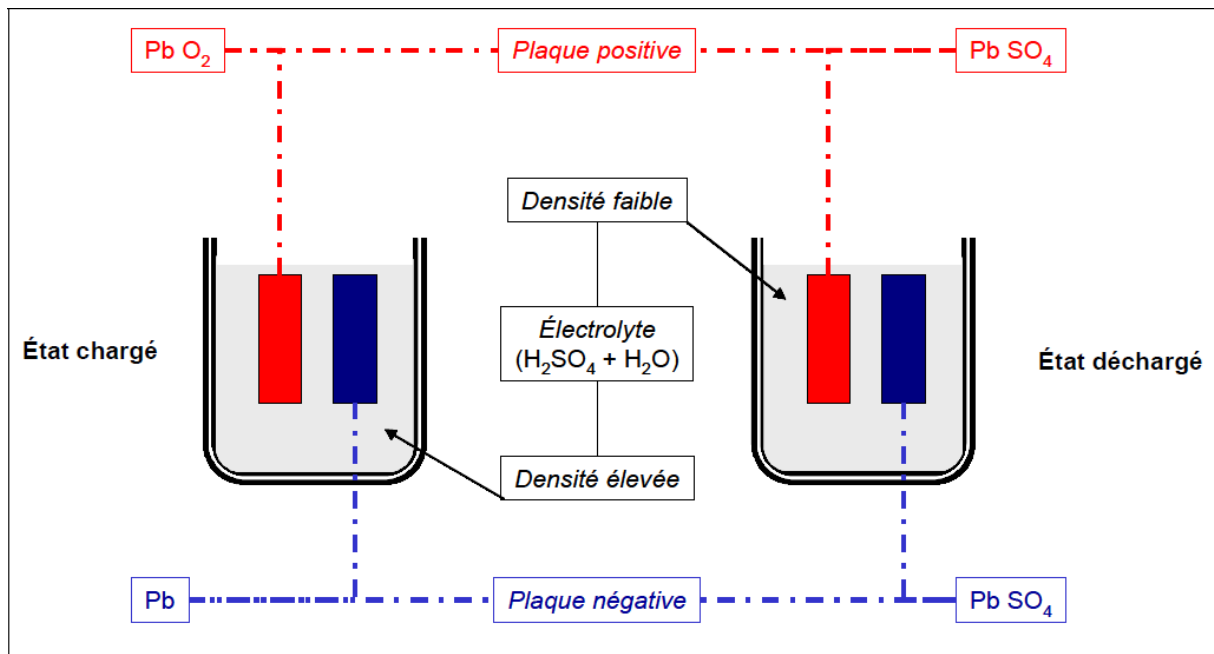 Pb O₂
Plaque positive
Pb SO₄
Densité faible
Électrolyte
(H₂SO₄ + H₂O)
État chargé
État déchargé
Densité élevée
Pb
Plaque négative
Pb SO₄